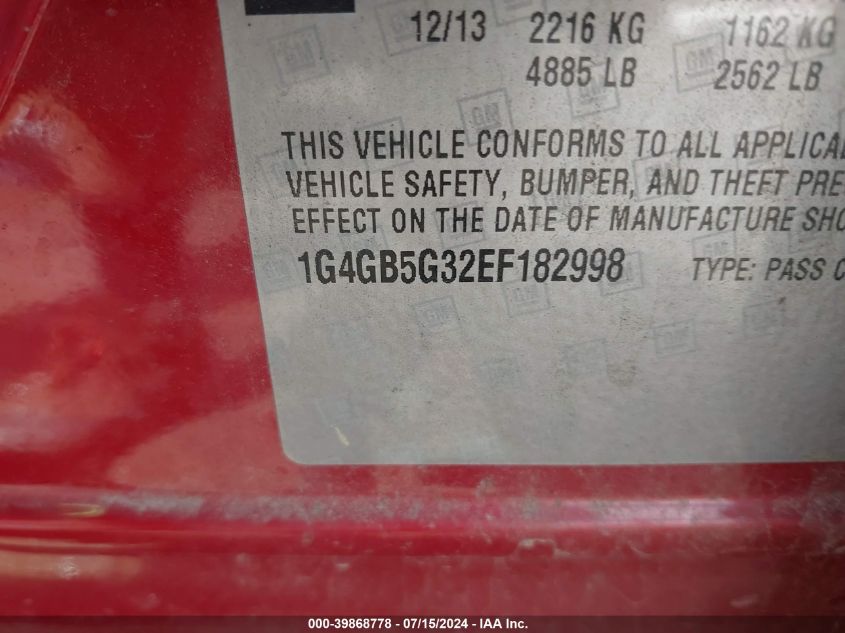 12/13 2216 KG 1162 KG
4885 LB 2562 LB
THIS VEHICLE CONFORMS TO ALL APPLICA
VEHICLE SAFETY, BUMPER, AND THEFT PRE
EFFECT ON THE DATE OF MANUFACTURE SHO
1G4GB5G32EF182998 TYPE: PASS C
GM
000-39868778 / 07/15/2024 - IAA Inc.